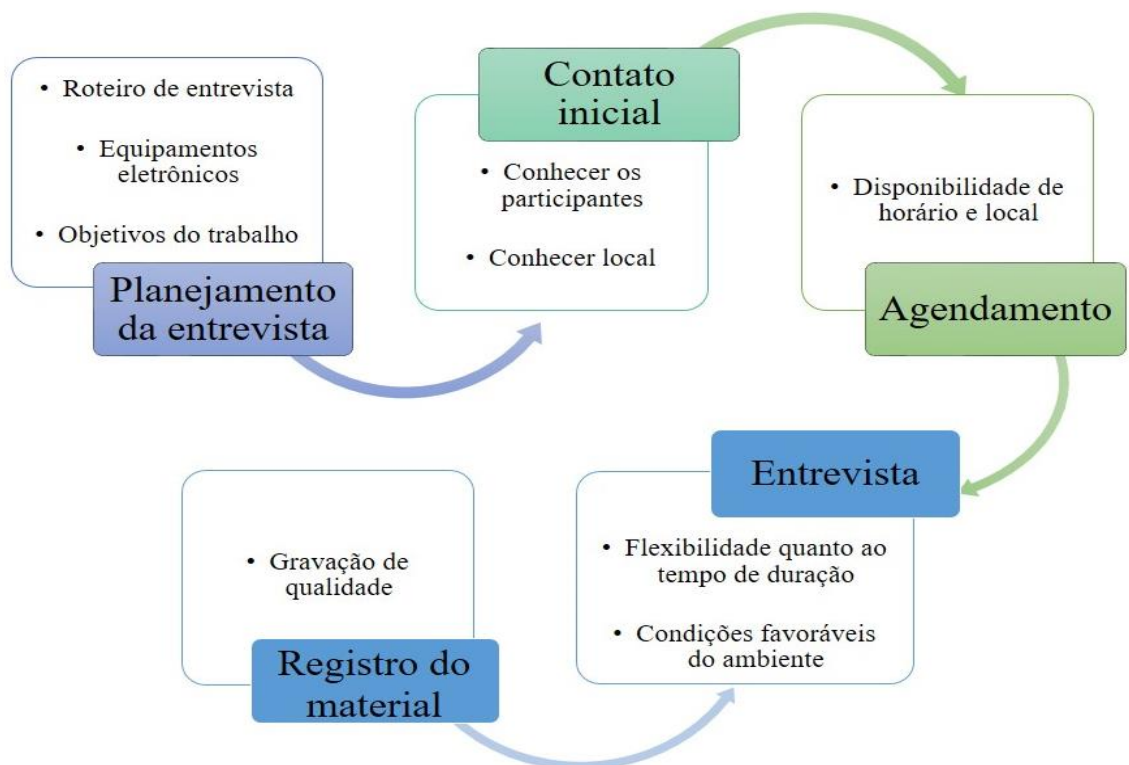 • Roteiro de entrevista
• Equipamentos
eletrônicos
• Objetivos do trabalho
Planejamento
da entrevista
Contato
inicial
• Conhecer os
participantes
• Conhecer local
• Disponibilidade de
horário e local
Agendamento
Entrevista
• Flexibilidade quanto ao
tempo de duração
• Condições favoráveis
do ambiente
• Gravação de
qualidade
Registro do
material